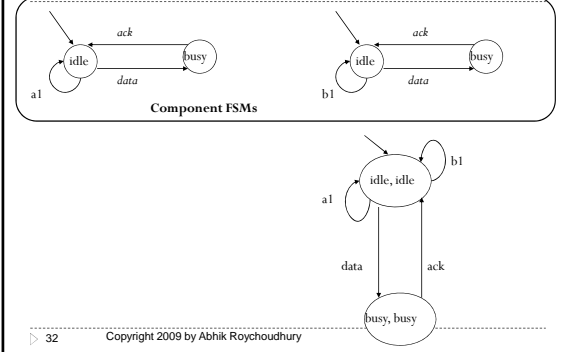 ack
ack
idle
busy
idle
busy
data
data
a1
b1
Component FSMs
b1
idle, idle
a1
data
ack
busy, busy
32
Copyright 2009 by Abhik Roychoudhury